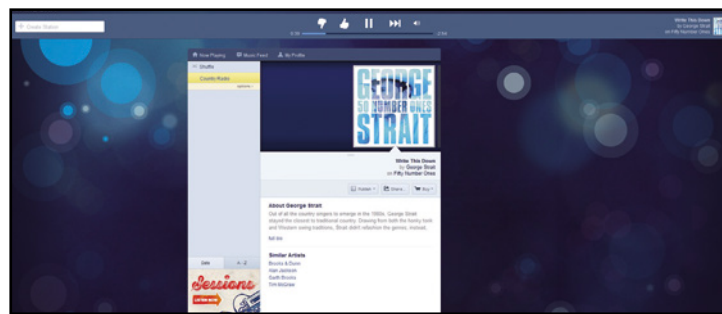 + Create Station
Write This Down
by George Strait
on Fifty Number Ones
Now Playing
Music Feed
My Profile
Shuffle
Country Radio
options
GEORGE
50 NUMBER ONES
STRAIT
Write This Down
by George Strait
on Fifty Number Ones
Share...
Buy
About George Strait
Out of all the country singers to emerge in the 1980s, George Strait
stayed the closest to traditional country. Drawing from both the honky tonk
and Western swing traditions, Strait didn't refashion the genres; instead,
full bio
Similar Artists
Brooks & Dunn
Alan Jackson
Garth Brooks
Tim McGraw
Date
A - Z
Sessions